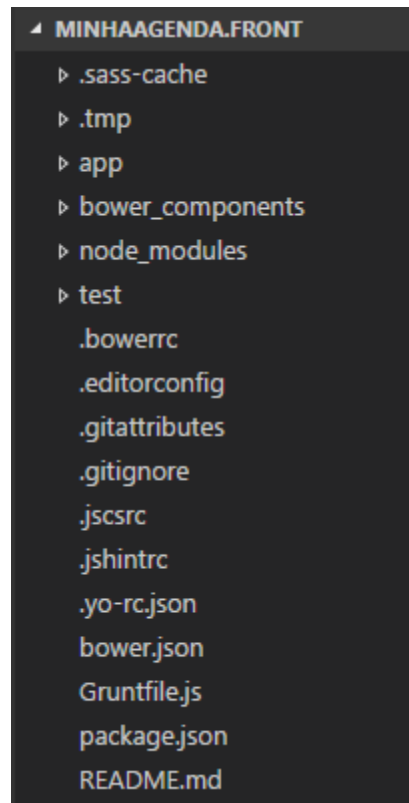 MINHAAGENDA.FRONT
.sass-cache
.tmp
app
bower_components
node_modules
test
.bowerrc
.editorconfig
.gitattributes
.gitignore
.jscsrc
.jshintrc
.yo-rc.json
bower.json
Gruntfile.js
package.json
README.md